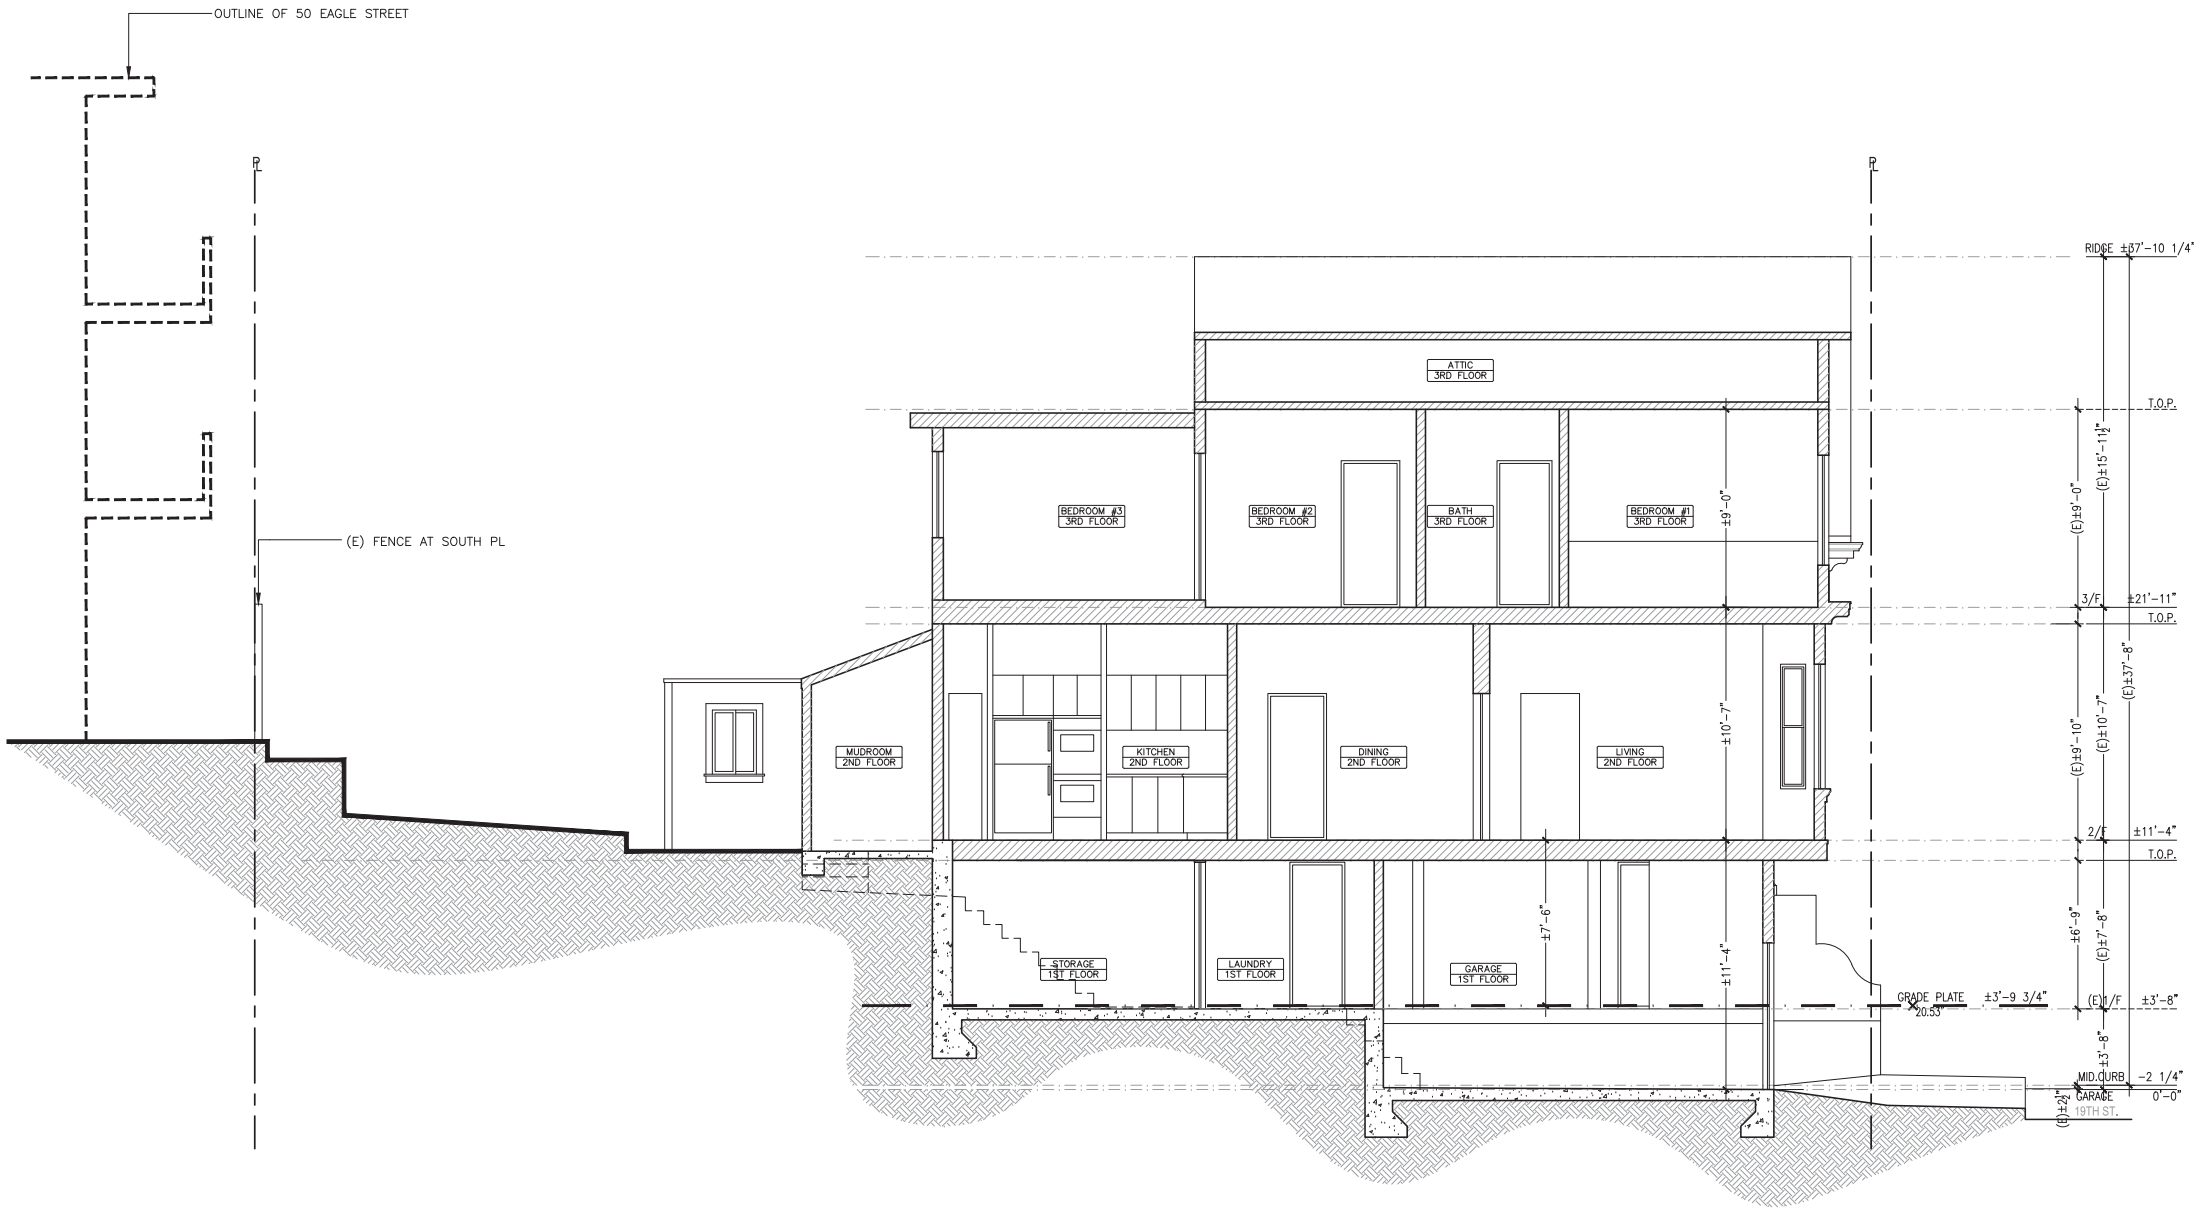 OUTLINE OF 50 EAGLE STREET
PL
PL
RIDGE ±37'-10 1/4"
ATTIC
3RD FLOOR
T.O.P.
(E)±15'-11½"
(E)±9'-0"
±9'-0"
BEDROOM #3
3RD FLOOR
BEDROOM #2
3RD FLOOR
BATH
3RD FLOOR
BEDROOM #1
3RD FLOOR
(E) FENCE AT SOUTH PL
3/F ±21'-11"
T.O.P.
(E)±37'-8"
(E)±9'-10"
(E)±10'-7"
±10'-7"
MUDROOM
2ND FLOOR
KITCHEN
2ND FLOOR
DINING
2ND FLOOR
LIVING
2ND FLOOR
2/F ±11'-4"
T.O.P.
±7'-6"
±6'-9"
(E)±7'-8"
±11'-4"
STORAGE
1ST FLOOR
LAUNDRY
1ST FLOOR
GARAGE
1ST FLOOR
GRADE PLATE ±3'-9 3/4"
20.53'
(E)1/F ±3'-8"
±3'-8"
MID.CURB -2 1/4"
GARAGE 0'-0"
(E)±2½"
19TH ST.